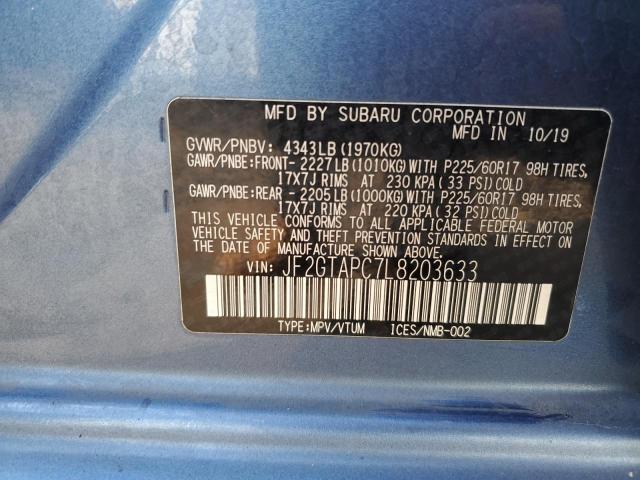 MFD BY SUBARU CORPORATION
MFD IN 10/19
GVWR/PNBV: 4343LB(1970KG)
GAWR/PNBE:FRONT- 2227LB(1010KG)WITH P225/60R17 98H TIRES,
17X7J RIMS AT 230 KPA(33 PSI)COLD
GAWR/PNBE:REAR - 2205LB(1000KG)WITH P225/60R17 98H TIRES,
17X7J RIMS AT 220 KPA(32 PSI)COLD
THIS VEHICLE CONFORMS TO ALL APPLICABLE FEDERAL MOTOR
VEHICLE SAFETY AND THEFT PREVENTION STANDARDS IN EFFECT
ON THE DATE OF MANUFACTURE SHOWN ABOVE.
VIN: JF2GTAPC7L8203633
TYPE:MPV/VTUM ICES/NMB-002